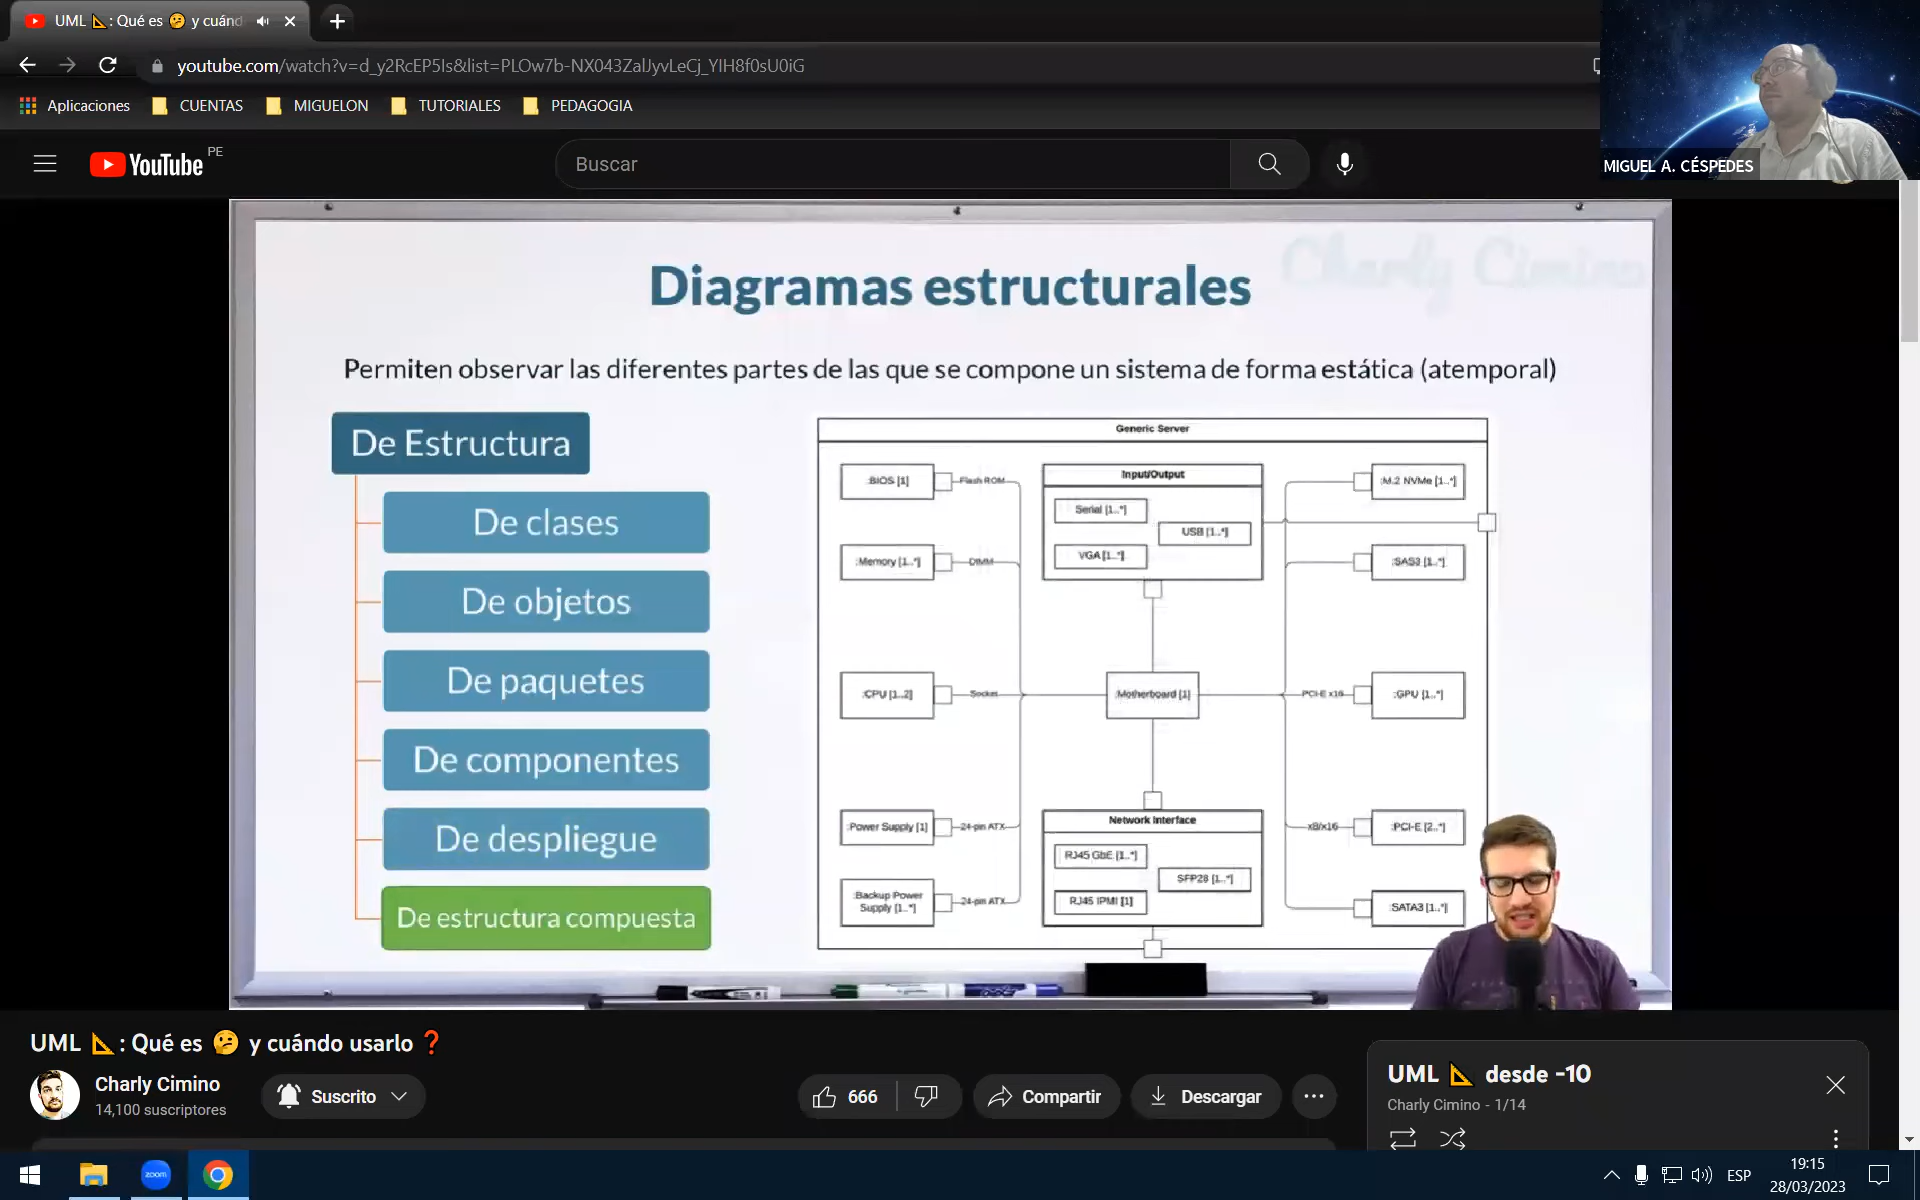 UML 📐: Qué es 🤔 y cuánd
youtube.com/watch?v=d_y2RcEP5Is&list=PLOw7b-NX043ZalJyvLeCj_YIH8f0sU0iG
Aplicaciones
CUENTAS
MIGUELON
TUTORIALES
PEDAGOGIA
MIGUEL A. CÉSPEDES
YouTube PE
Buscar
Charly Cimino
Diagramas estructurales
Permiten observar las diferentes partes de las que se compone un sistema de forma estática (atemporal)
De Estructura
De clases
De objetos
De paquetes
De componentes
De despliegue
De estructura compuesta
Generic Server
:BIOS [1]
Flash ROM
:Memory [1..*]
DIMM
:CPU [1..2]
Socket
:Power Supply [1]
24-pin ATX
:Backup Power
Supply [1..*]
24-pin ATX
Input/Output
Serial [1..*]
USB [1..*]
VGA [1..*]
:Motherboard [1]
Network Interface
RJ45 GbE [1..*]
SFP28 [1..*]
RJ45 IPMI [1]
:M.2 NVMe [1..*]
:SAS3 [1..*]
PCI-E x16
:GPU [1..*]
x8/x16
:PCI-E [2..*]
:SATA3 [1..*]
UML 📐: Qué es 🤔 y cuándo usarlo ❓
Charly Cimino
14,100 suscriptores
Suscrito
666
Compartir
Descargar
UML 📐 desde -10
Charly Cimino - 1/14
zoom
ESP
19:15
28/03/2023